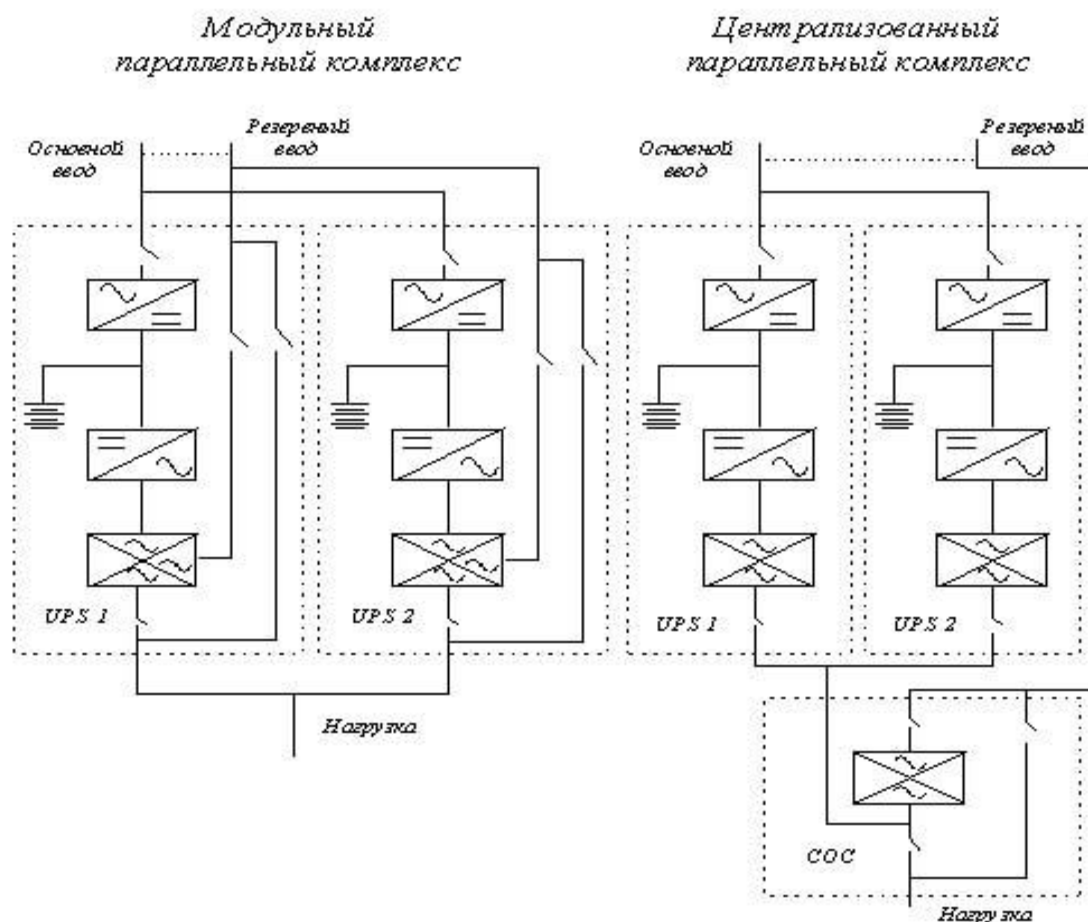 Модульный
параллельный комплекс
Централизованный
параллельный комплекс
Основной
ввод
Резервный
ввод
Основной
ввод
Резервный
ввод
UPS 1
UPS 2
UPS 1
UPS 2
Нагрузка
СОС
Нагрузка